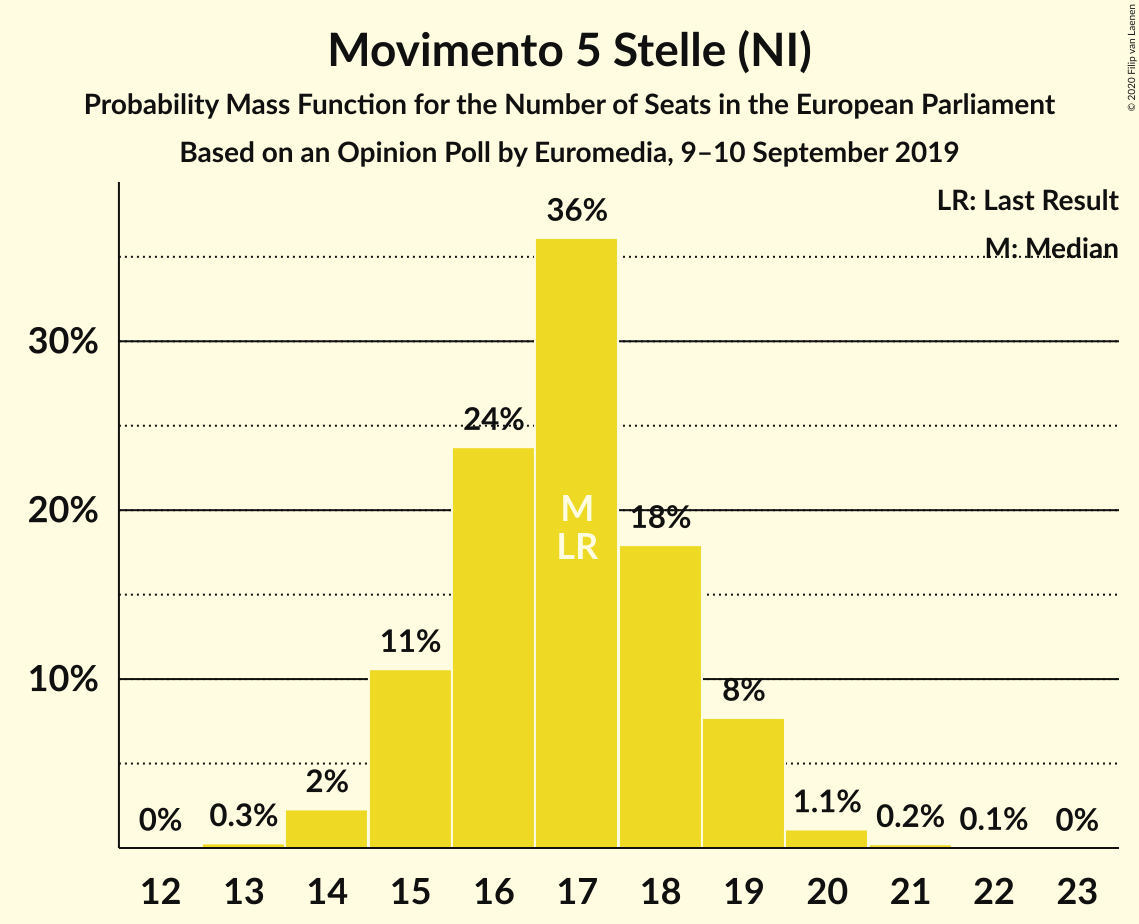 Movimento 5 Stelle (NI)
Probability Mass Function for the Number of Seats in the European Parliament
Based on an Opinion Poll by Euromedia, 9–10 September 2019
© 2020 Filip van Laenen
LR: Last Result
M: Median
30%
20%
10%
0%
0.3%
2%
11%
24%
36%
18%
8%
1.1%
0.2%
0.1%
0%
M
LR
12 13 14 15 16 17 18 19 20 21 22 23